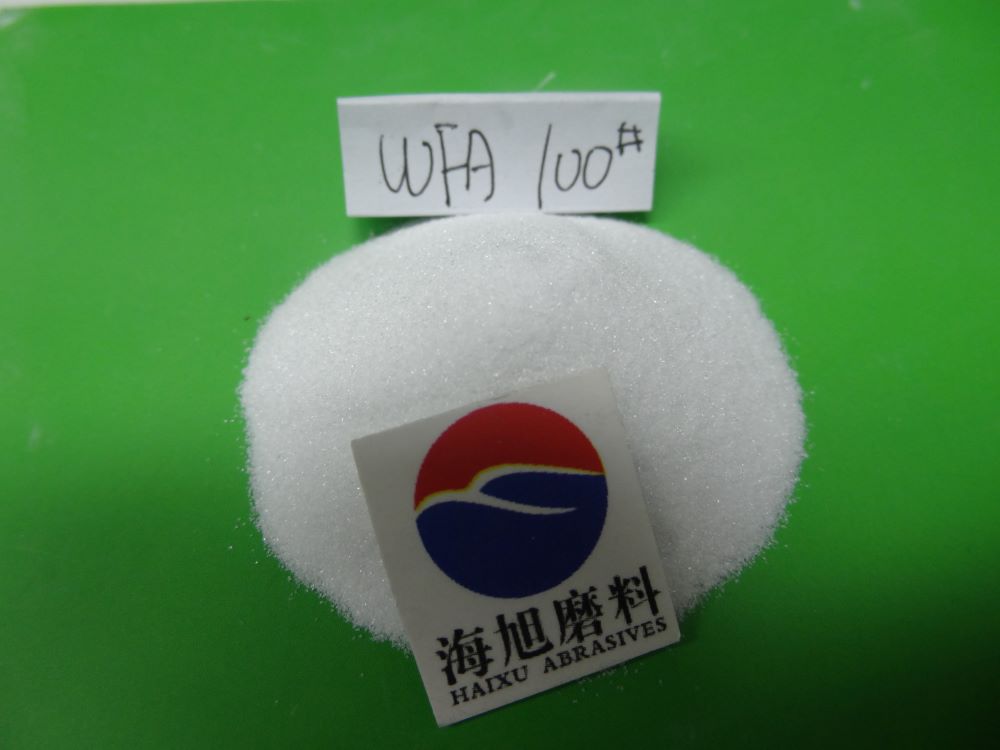 WFA 100#
海旭磨料
HAIXU ABRASIVES